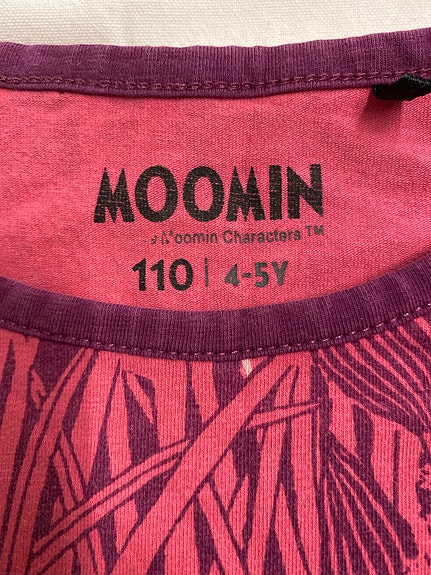 MOOMIN
Moomin Characters ™
110 | 4-5Y